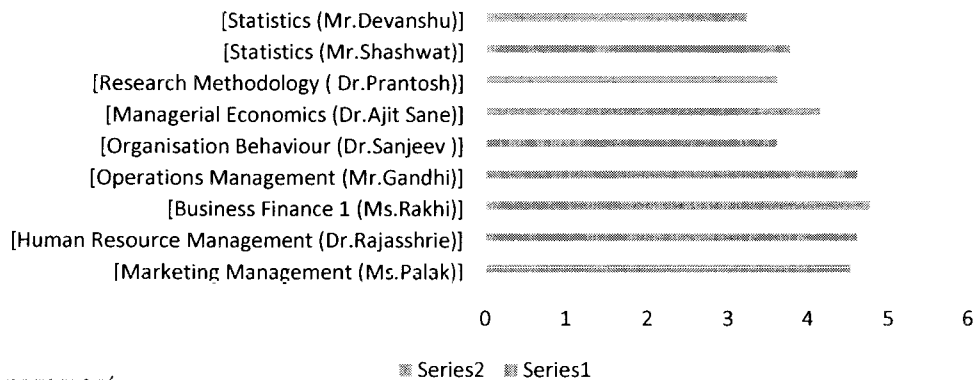 [Statistics (Mr.Devanshu)]
[Statistics (Mr.Shashwat)]
[Research Methodology ( Dr.Prantosh)]
[Managerial Economics (Dr.Ajit Sane)]
[Organisation Behaviour (Dr.Sanjeev )]
[Operations Management (Mr.Gandhi)]
[Business Finance 1 (Ms.Rakhi)]
[Human Resource Management (Dr.Rajasshrie)]
[Marketing Management (Ms.Palak)]
0 1 2 3 4 5 6
Series2 Series1